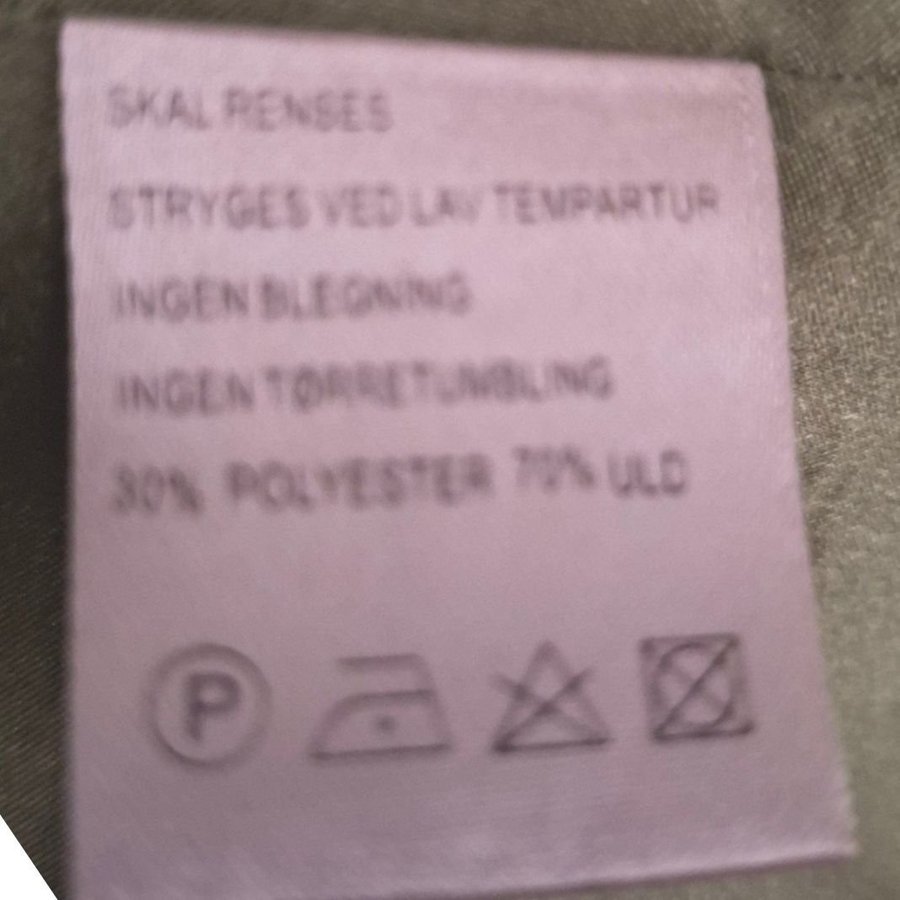 SKAL RENSES
STRYGES VED LAV TEMPARTUR
INGEN BLEGNING
INGEN TØRRETUMBLING
30% POLYESTER 70% ULD
P